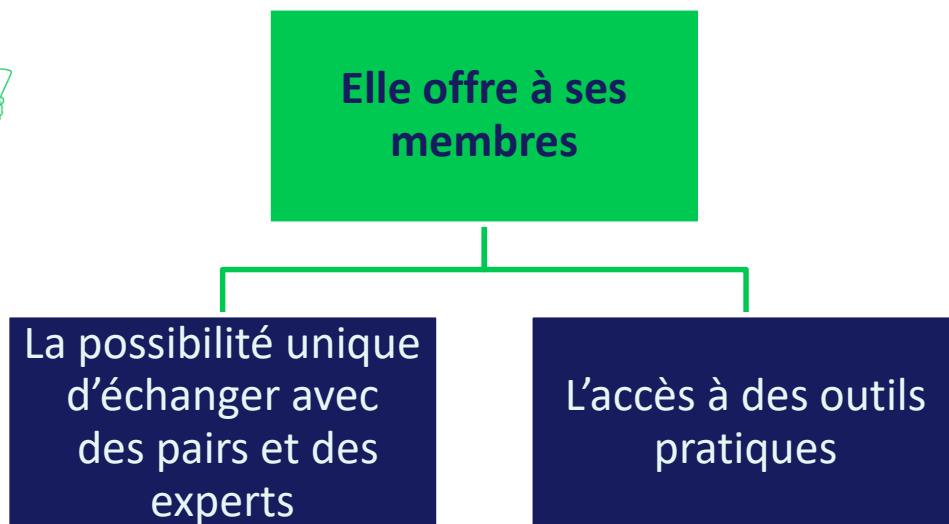 Elle offre à ses
membres
La possibilité unique
d’échanger avec
des pairs et des
experts
L’accès à des outils
pratiques